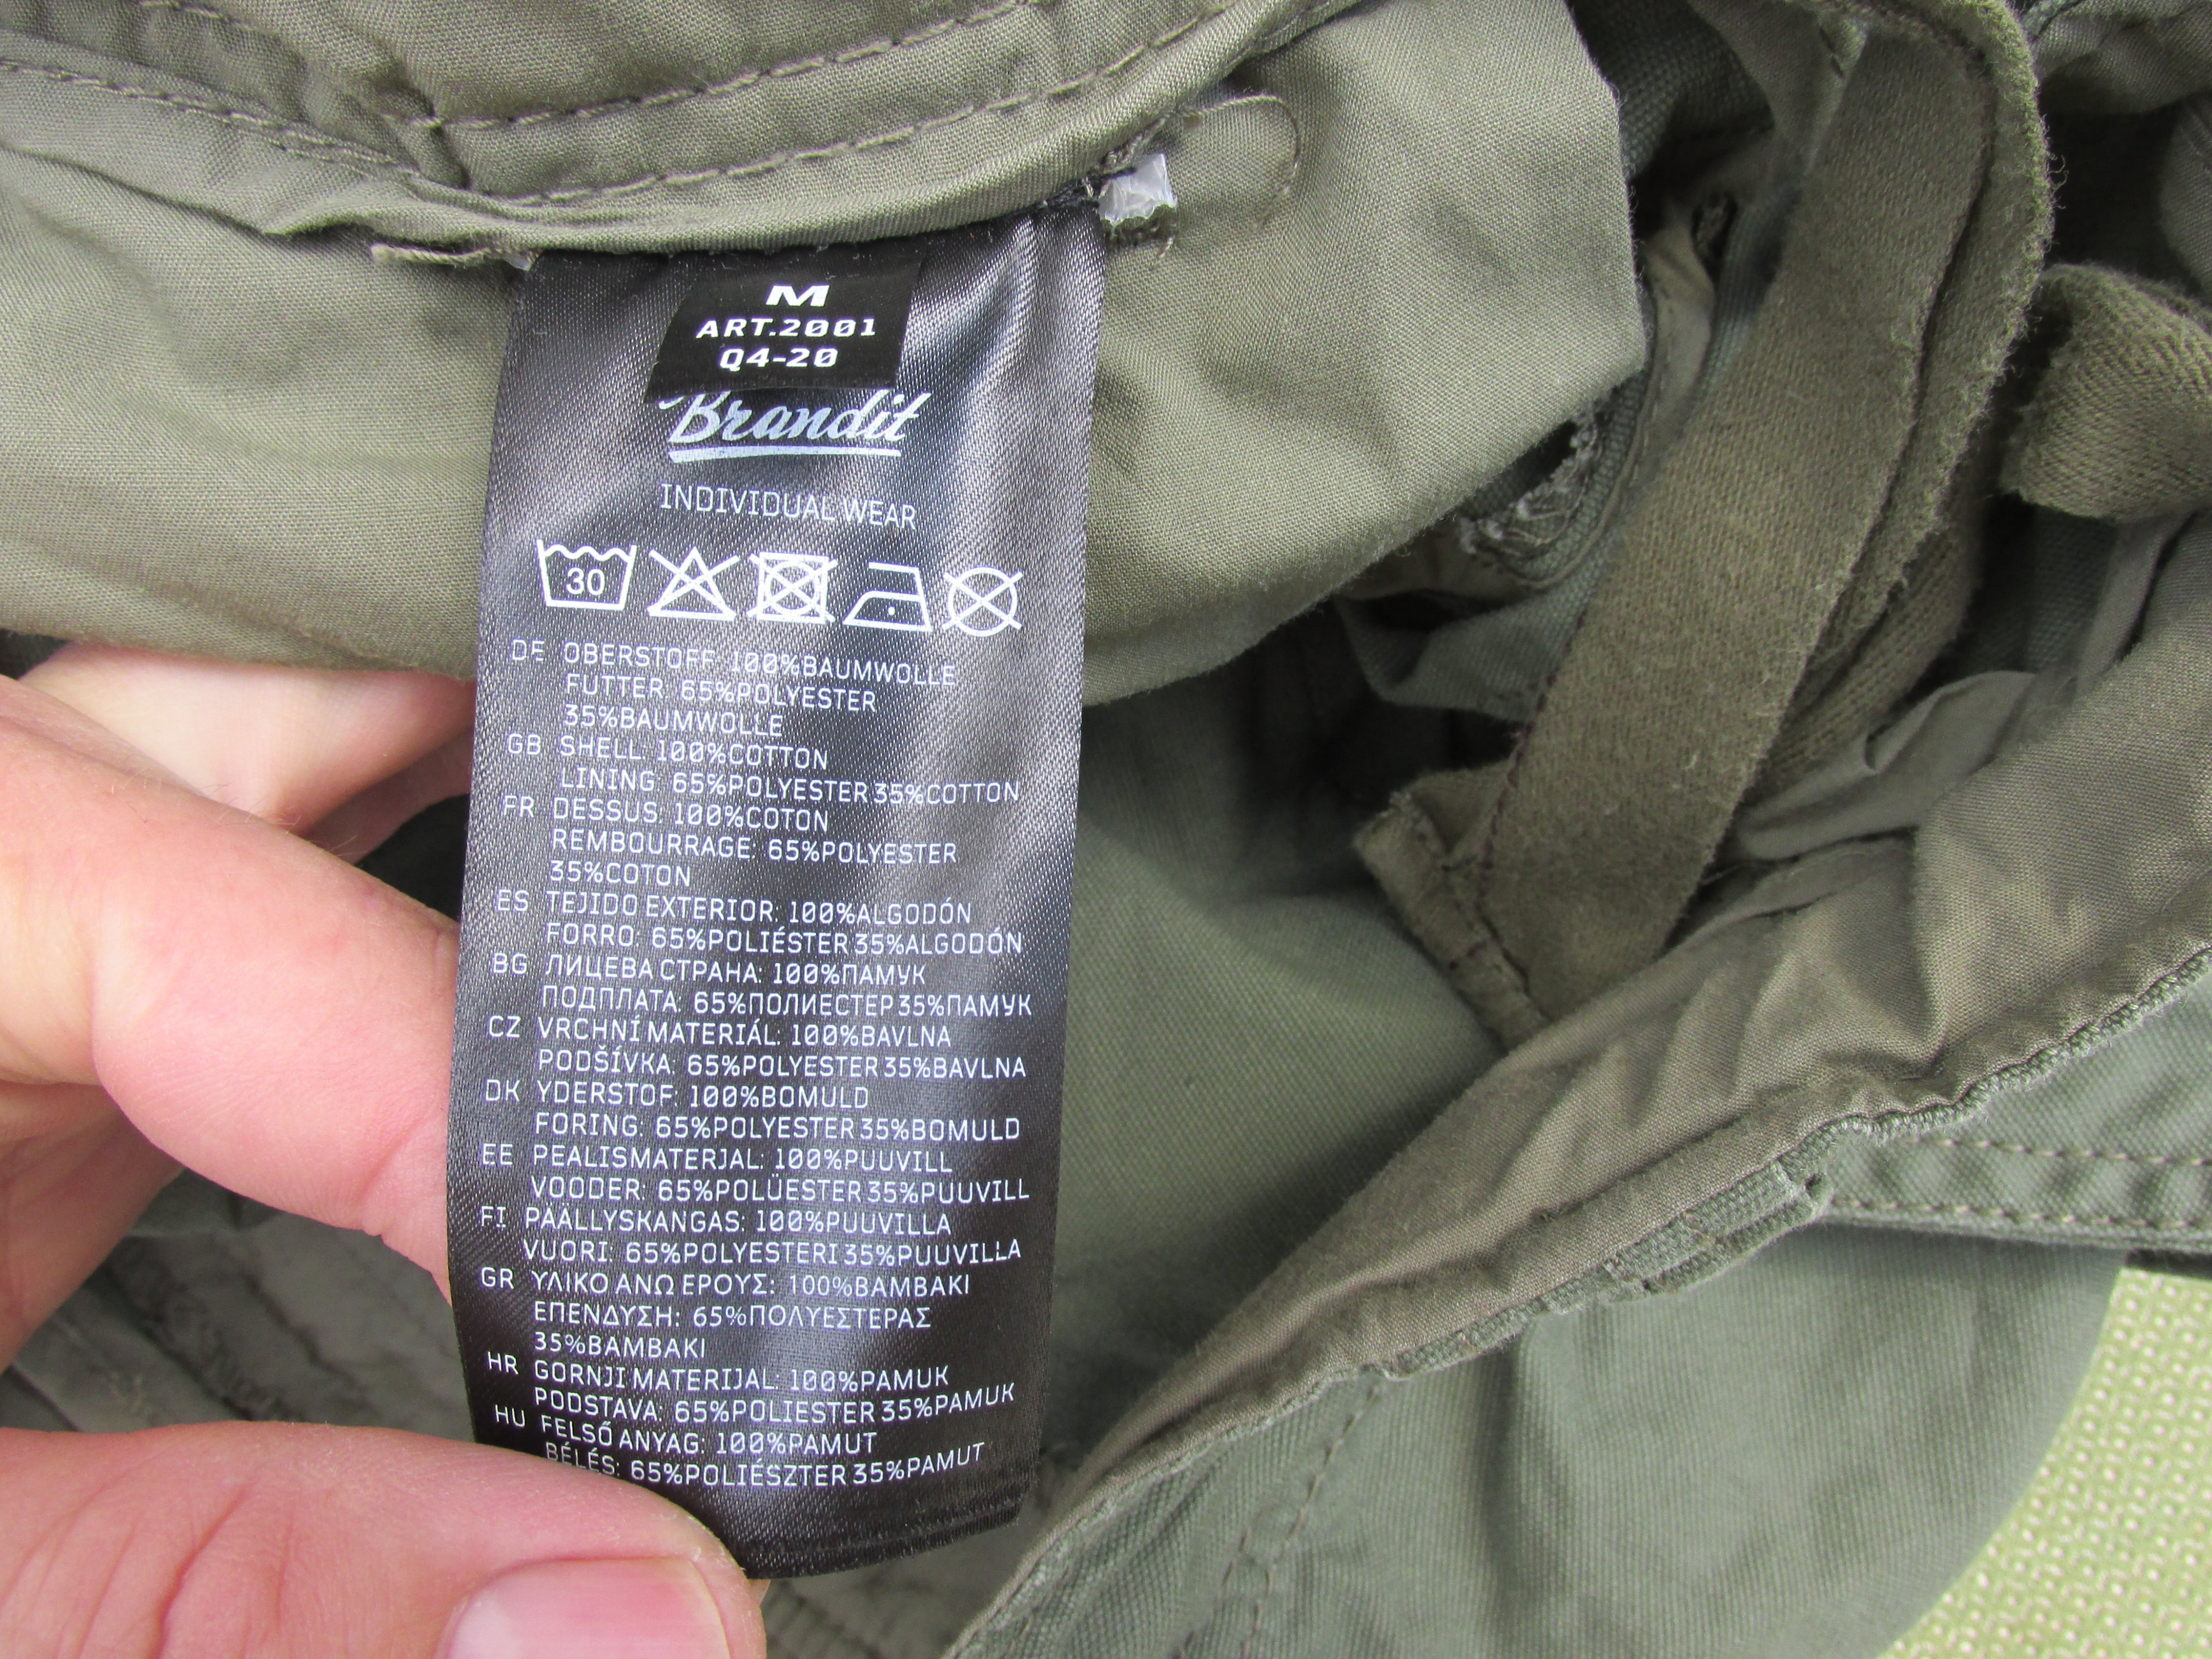 M
ART.2001
Q4-20
Brandit
INDIVIDUAL WEAR
30
DE OBERSTOFF: 100%BAUMWOLLE
FUTTER: 65%POLYESTER
35%BAUMWOLLE
GB SHELL: 100%COTTON
LINING: 65%POLYESTER 35%COTTON
FR DESSUS: 100%COTON
REMBOURRAGE: 65%POLYESTER
35%COTON
ES TEJIDO EXTERIOR: 100%ALGODÓN
FORRO: 65%POLIÉSTER 35%ALGODÓN
BG ЛИЦЕВА СТРАНА: 100%ПАМУК
ПОДПЛАТА: 65%ПОЛИЕСТЕР 35%ПАМУК
CZ VRCHNÍ MATERIÁL: 100%BAVLNA
PODŠÍVKA: 65%POLYESTER 35%BAVLNA
DK YDERSTOF: 100%BOMULD
FORING: 65%POLYESTER 35%BOMULD
EE PEALISMATERJAL: 100%PUUVILL
VOODER: 65%POLÜESTER 35%PUUVILL
FI PÄÄLLYSKANGAS: 100%PUUVILLA
VUORI: 65%POLYESTERI 35%PUUVILLA
GR ΥΛΙΚΟ ΑΝΩ ΕΡΟΥΣ: 100%ΒΑΜΒΑΚΙ
ΕΠΕΝΔΥΣΗ: 65%ΠΟΛΥΕΣΤΕΡΑΣ
35%ΒΑΜΒΑΚΙ
HR GORNJI MATERIJAL: 100%PAMUK
PODSTAVA: 65%POLIESTER 35%PAMUK
HU FELSŐ ANYAG: 100%PAMUT
BÉLÉS: 65%POLIÉSZTER 35%PAMUT